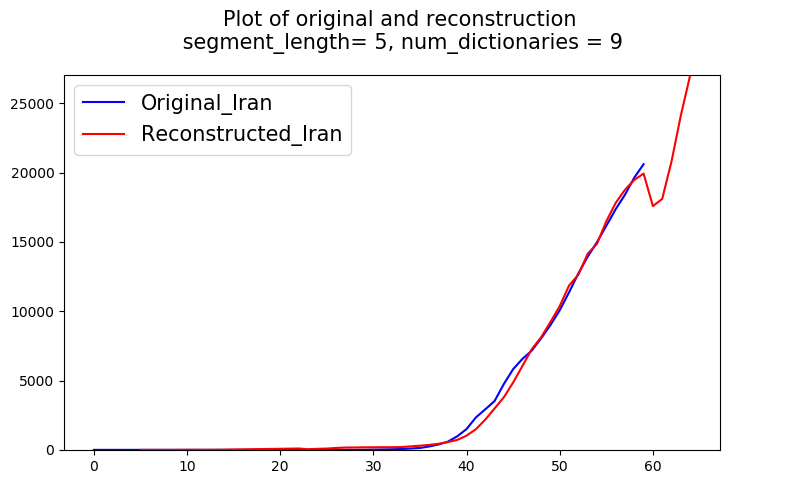 Plot of original and reconstruction
segment_length= 5, num_dictionaries = 9
Original_Iran
Reconstructed_Iran
25000
20000
15000
10000
5000
0
0 10 20 30 40 50 60